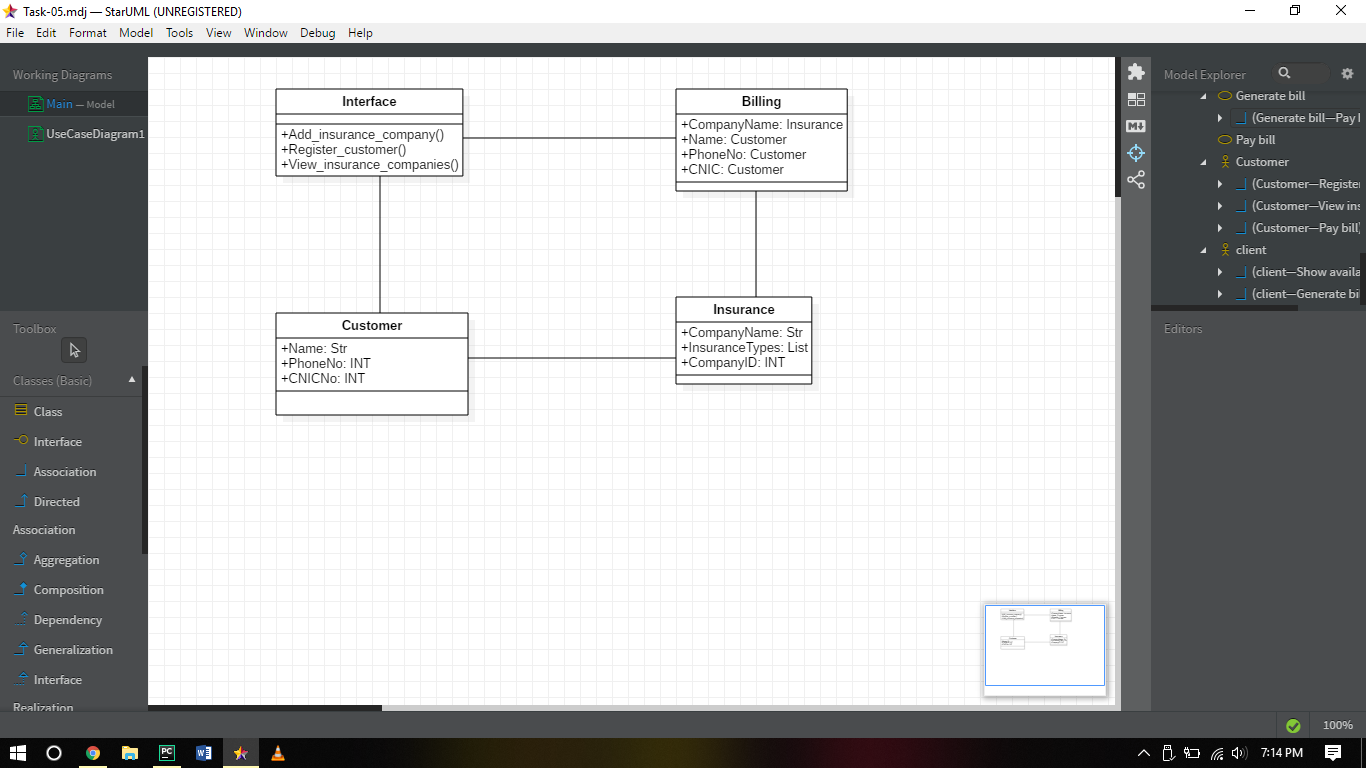 Task-05.mdj — StarUML (UNREGISTERED)
File Edit Format Model Tools View Window Debug Help
Working Diagrams
Main — Model
UseCaseDiagram1
Toolbox
Classes (Basic)
Class
Interface
Association
Directed
Association
Aggregation
Composition
Dependency
Generalization
Interface
Realization
Interface
+Add_insurance_company()
+Register_customer()
+View_insurance_companies()
Billing
+CompanyName: Insurance
+Name: Customer
+PhoneNo: Customer
+CNIC: Customer
Customer
+Name: Str
+PhoneNo: INT
+CNICNo: INT
Insurance
+CompanyName: Str
+InsuranceTypes: List
+CompanyID: INT
Model Explorer
Generate bill
(Generate bill—Pay
Pay bill
Customer
(Customer—Registe
(Customer—View in
(Customer—Pay bill)
client
(client—Show availa
(client—Generate bi
Editors
100%
PC
W
7:14 PM